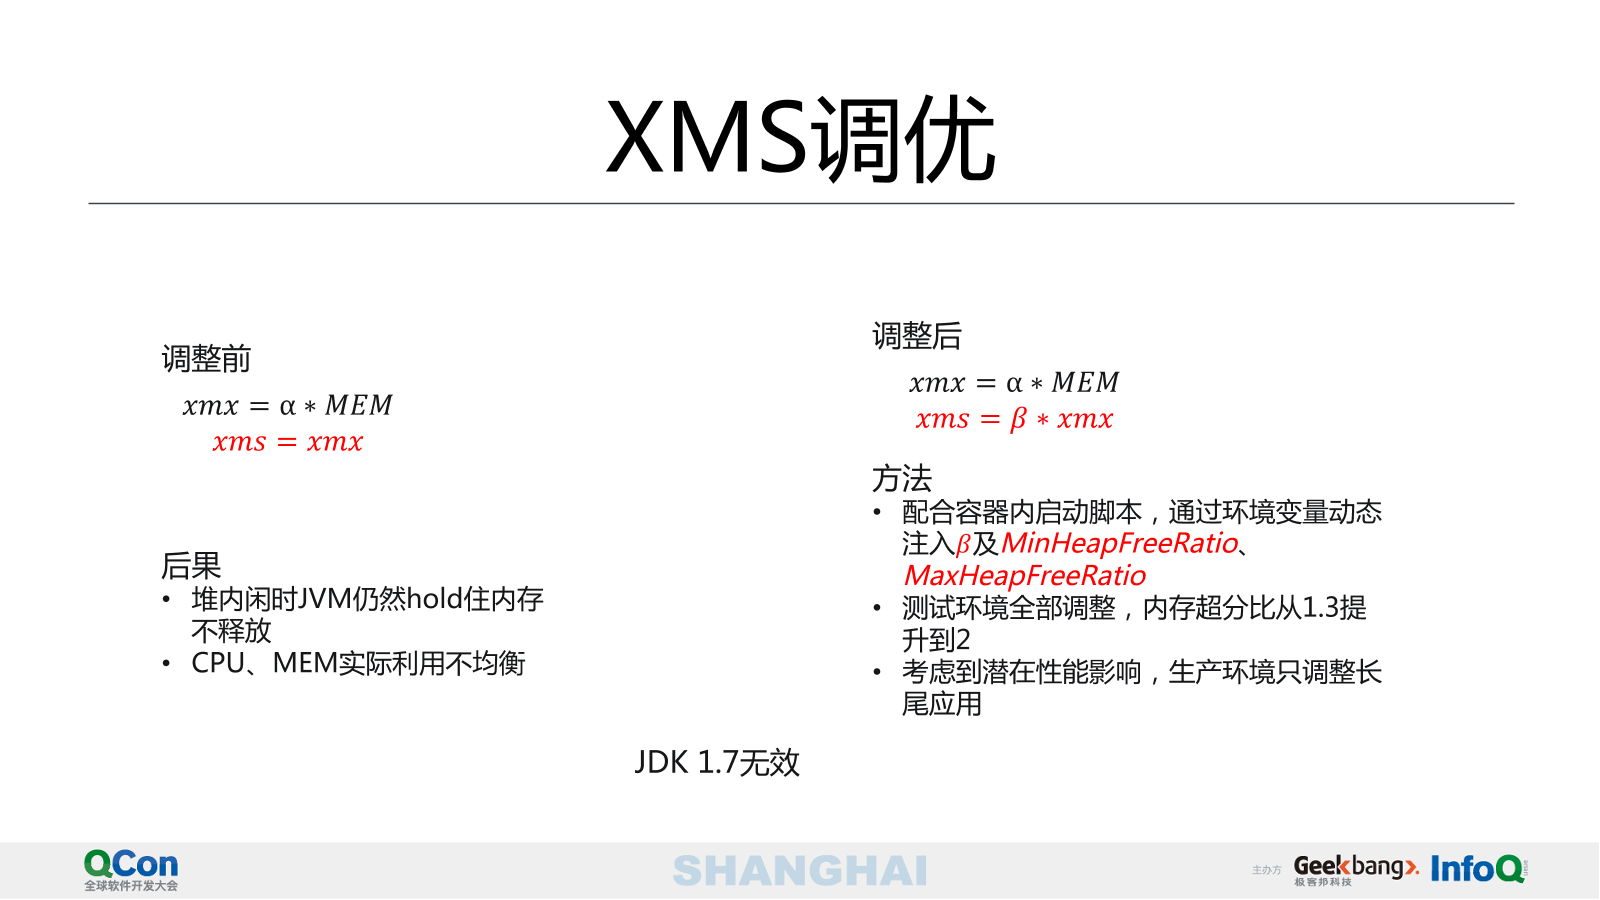 XMS调优
调整前
xmx = α ∗ MEM
xms = xmx
后果
• 堆内闲时JVM仍然hold住内存
不释放
• CPU、MEM实际利用不均衡
调整后
xmx = α ∗ MEM
xms = β ∗ xmx
方法
• 配合容器内启动脚本，通过环境变量动态
注入β及MinHeapFreeRatio、
MaxHeapFreeRatio
• 测试环境全部调整，内存超分比从1.3提
升到2
• 考虑到潜在性能影响，生产环境只调整长
尾应用
JDK 1.7无效
QCon
全球软件开发大会
SHANGHAI
主办方
Geekbang
极客邦科技
InfoQ